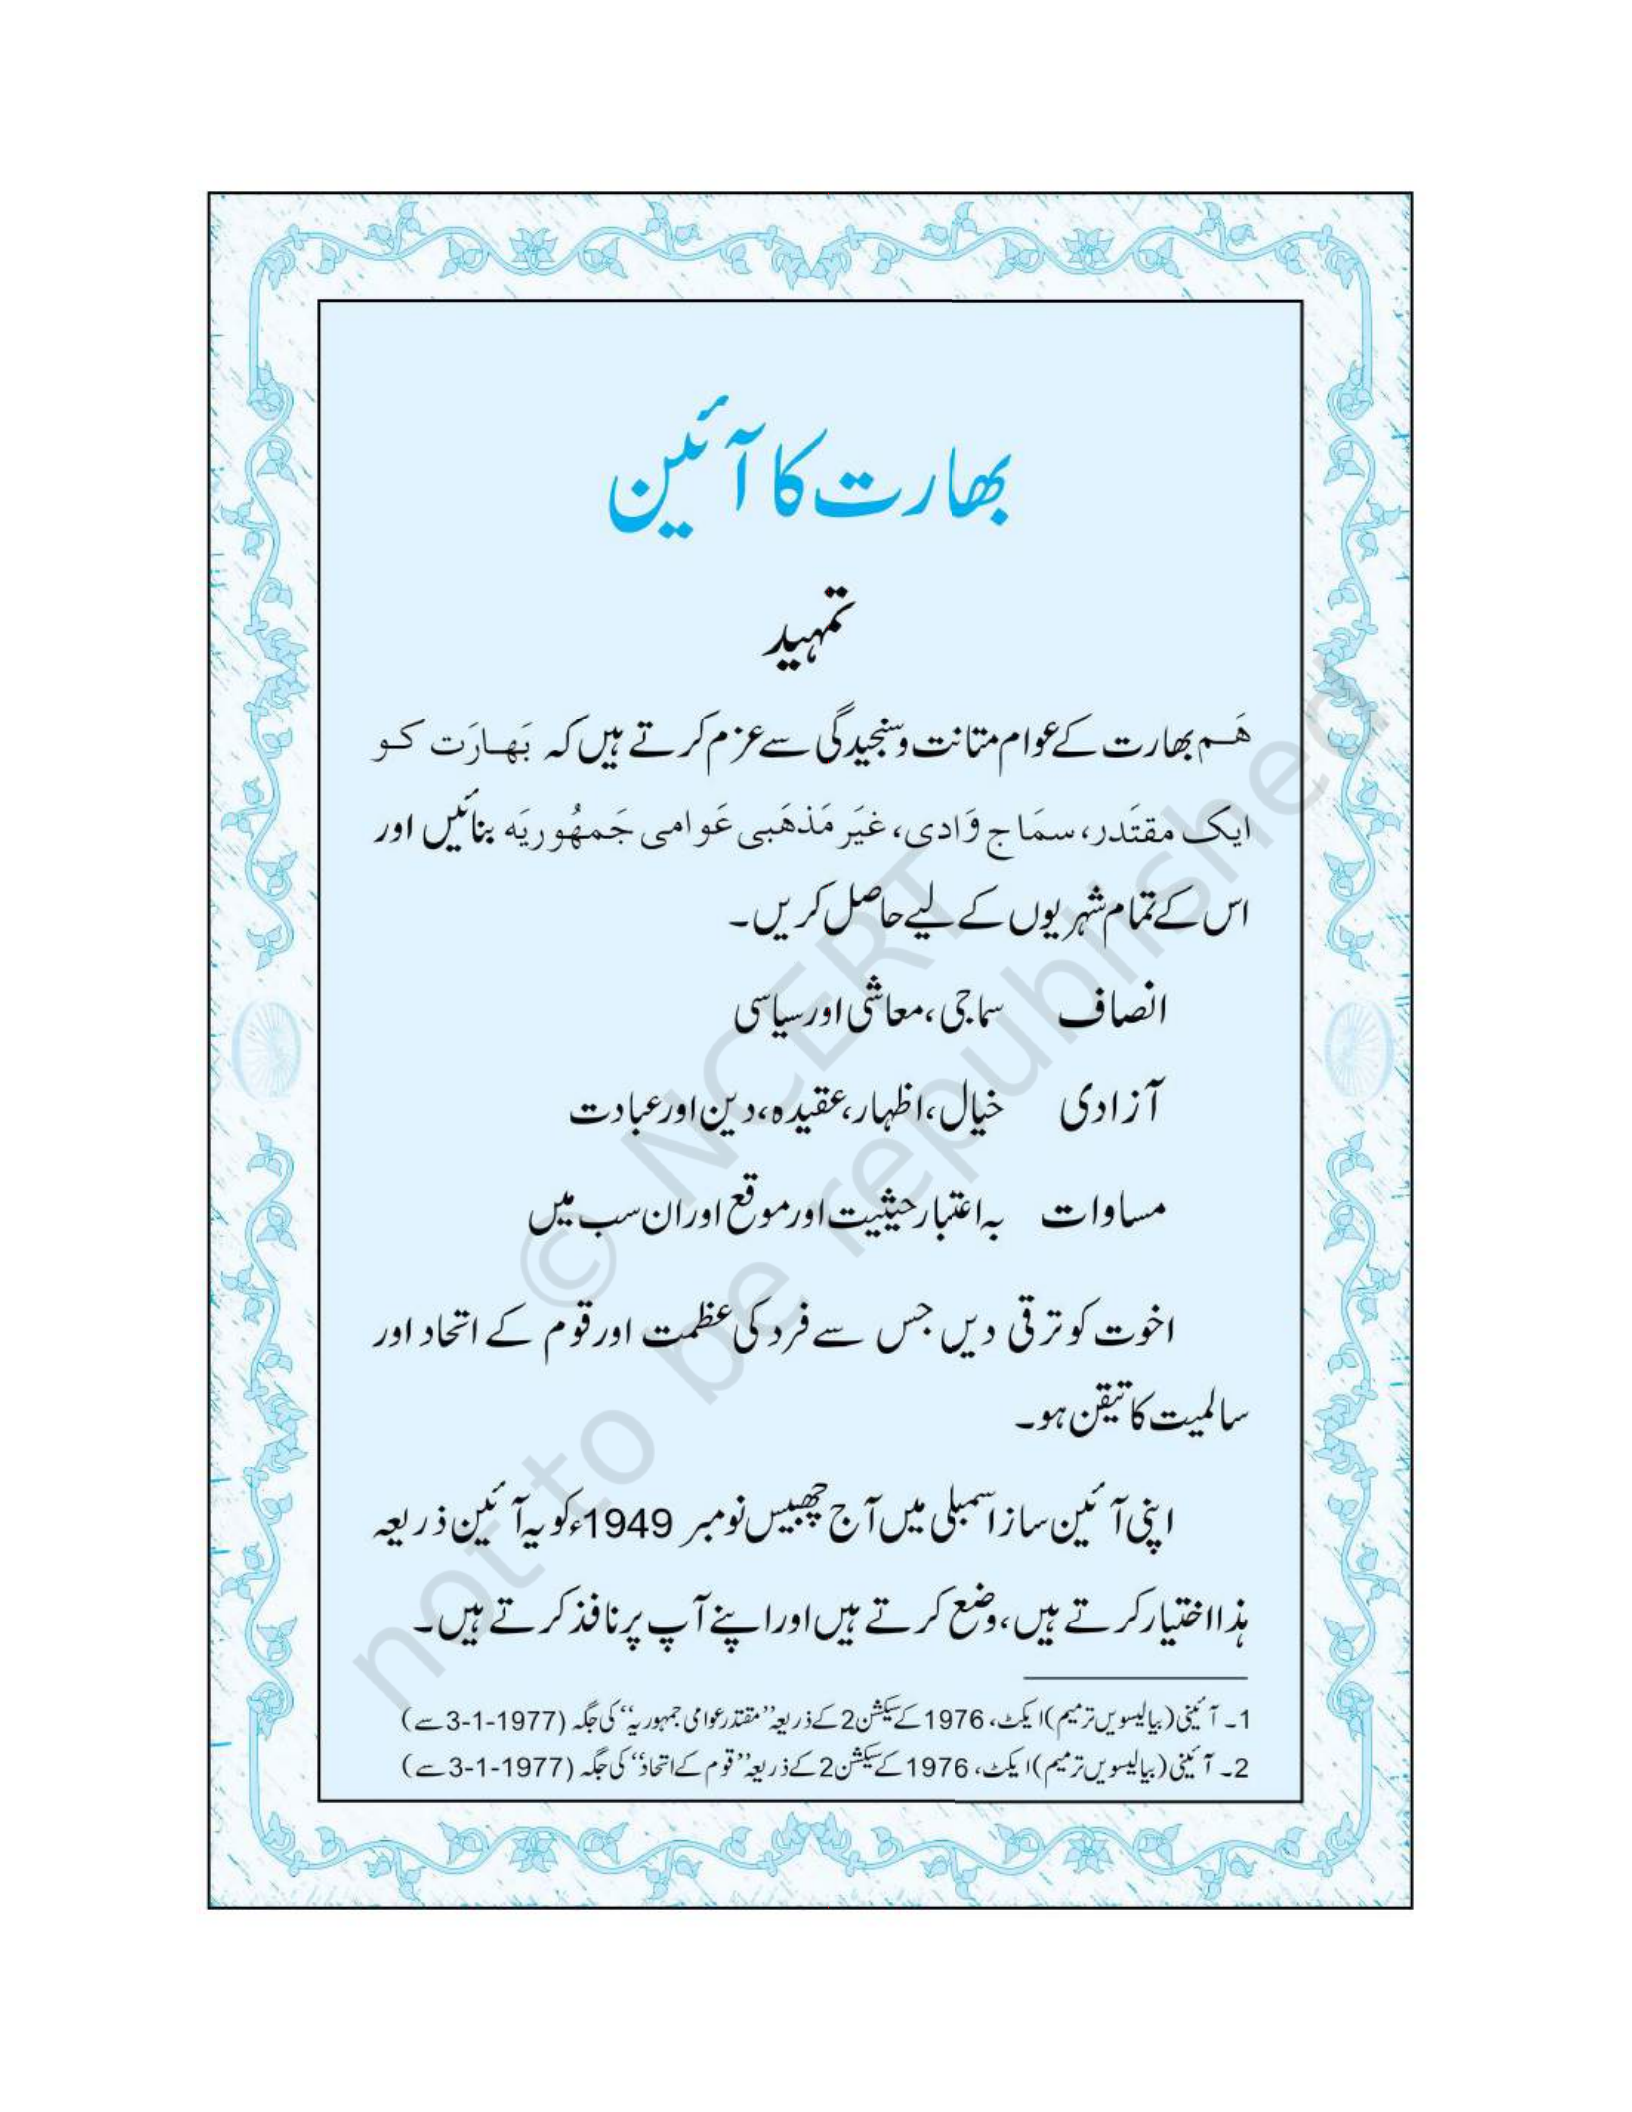 بھارت کا آئین
تمہید
ہَم بھارت کے عوام متانت و سنجیدگی سے عزم کرتے ہیں کہ بَھارَت کو
ایک مقتَدر، سمَاج وَادی، غیَر مَذہَبی عَوامی جَمہُوریَہ بنائیں اور
اس کے تمام شہریوں کے لیے حاصل کریں۔
انصاف سماجی، معاشی اور سیاسی
آزادی خیال، اظہار، عقیدہ، دین اور عبادت
مساوات بہ اعتبار حیثیت اور موقع اور ان سب میں
اخوت کو ترقی دیں جس سے فرد کی عظمت اور قوم کے اتحاد اور
سالمیت کا تیقن ہو۔
اپنی آئین ساز اسمبلی میں آج چھبیس نومبر 1949ء کو یہ آئین ذریعہ
ہذا اختیار کرتے ہیں، وضع کرتے ہیں اور اپنے آپ پر نافذ کرتے ہیں۔
1۔ آئینی (بیالیسویں ترمیم) ایکٹ، 1976 کے سیکشن 2 کے ذریعہ ”مقتدر عوامی جمہوریہ“ کی جگہ (3-1-1977 سے)
2۔ آئینی (بیالیسویں ترمیم) ایکٹ، 1976 کے سیکشن 2 کے ذریعہ ”قوم کے اتحاد“ کی جگہ (3-1-1977 سے)
© NCERT
not to be republished